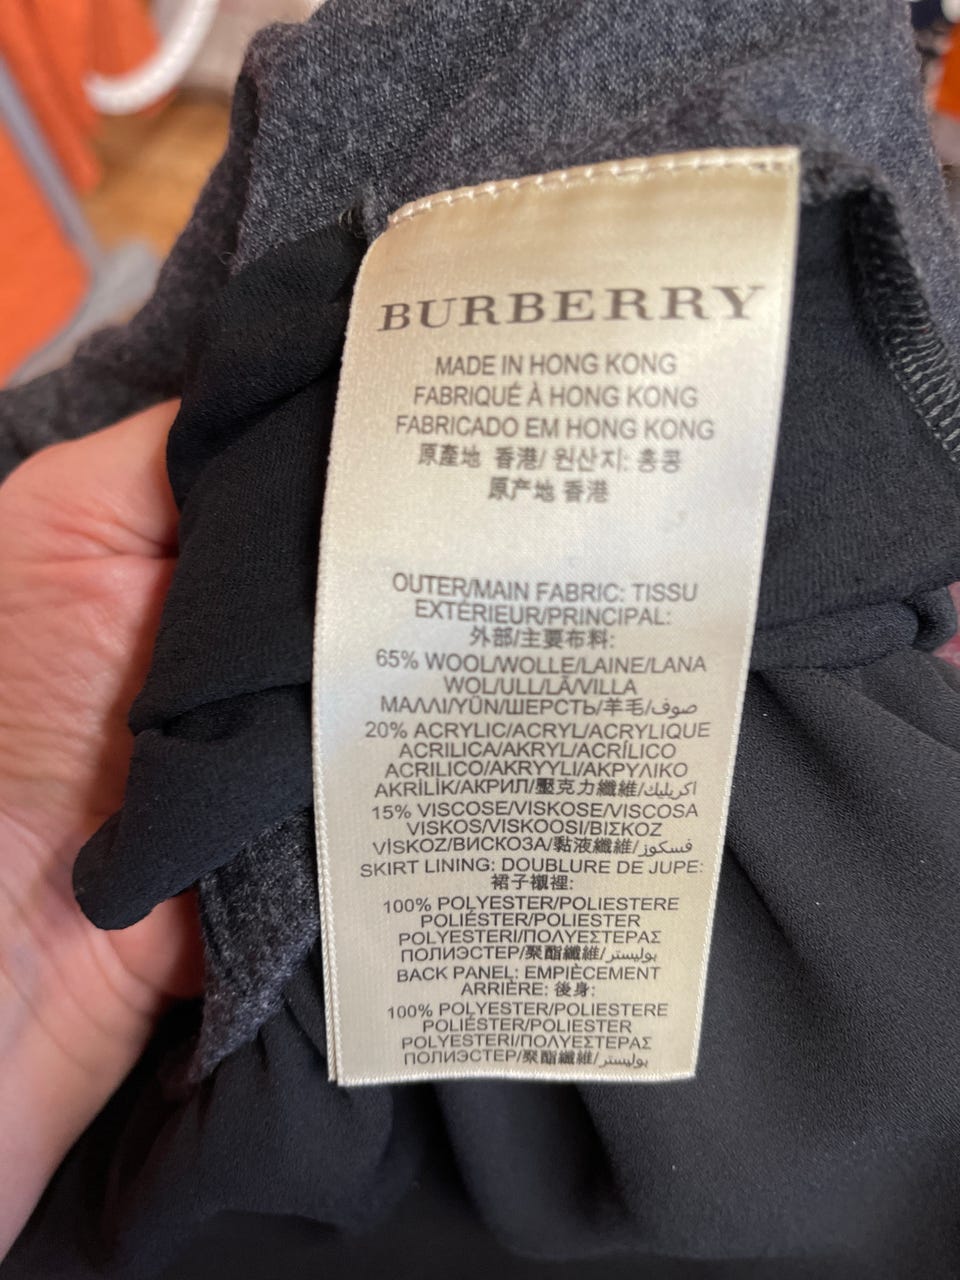 BURBERRY
MADE IN HONG KONG
FABRIQUÉ À HONG KONG
FABRICADO EM HONG KONG
原產地 香港/ 원산지: 홍콩
原产地 香港
OUTER/MAIN FABRIC: TISSU
EXTÉRIEUR/PRINCIPAL:
外部/主要布料:
65% WOOL/WOLLE/LAINE/LANA
WOL/ULL/LÃ/VILLA
ΜΑΛΛΙ/YÜN/ШЕРСТЬ/羊毛/صوف
20% ACRYLIC/ACRYL/ACRYLIQUE
ACRILICA/AKRYL/ACRÍLICO
ACRILICO/AKRYYLI/ΑΚΡΥΛΙΚΟ
AKRİLİK/АКРИЛ/壓克力纖維/اكريليك
15% VISCOSE/VISKOSE/VISCOSA
VISKOS/VISKOOSI/ΒΙΣΚΟΖ
VİSKOZ/ВИСКОЗА/黏液纖維/فسكوز
SKIRT LINING: DOUBLURE DE JUPE:
裙子襯裡:
100% POLYESTER/POLIESTERE
POLIÉSTER/POLIESTER
POLYESTERI/ΠΟΛΥΕΣΤΕΡΑΣ
ПОЛИЭСТЕР/聚酯纖維/بوليستر
BACK PANEL: EMPIÈCEMENT
ARRIÈRE: 後身:
100% POLYESTER/POLIESTERE
POLIÉSTER/POLIESTER
POLYESTERI/ΠΟΛΥΕΣΤΕΡΑΣ
ПОЛИЭСТЕР/聚酯纖維/بوليستر